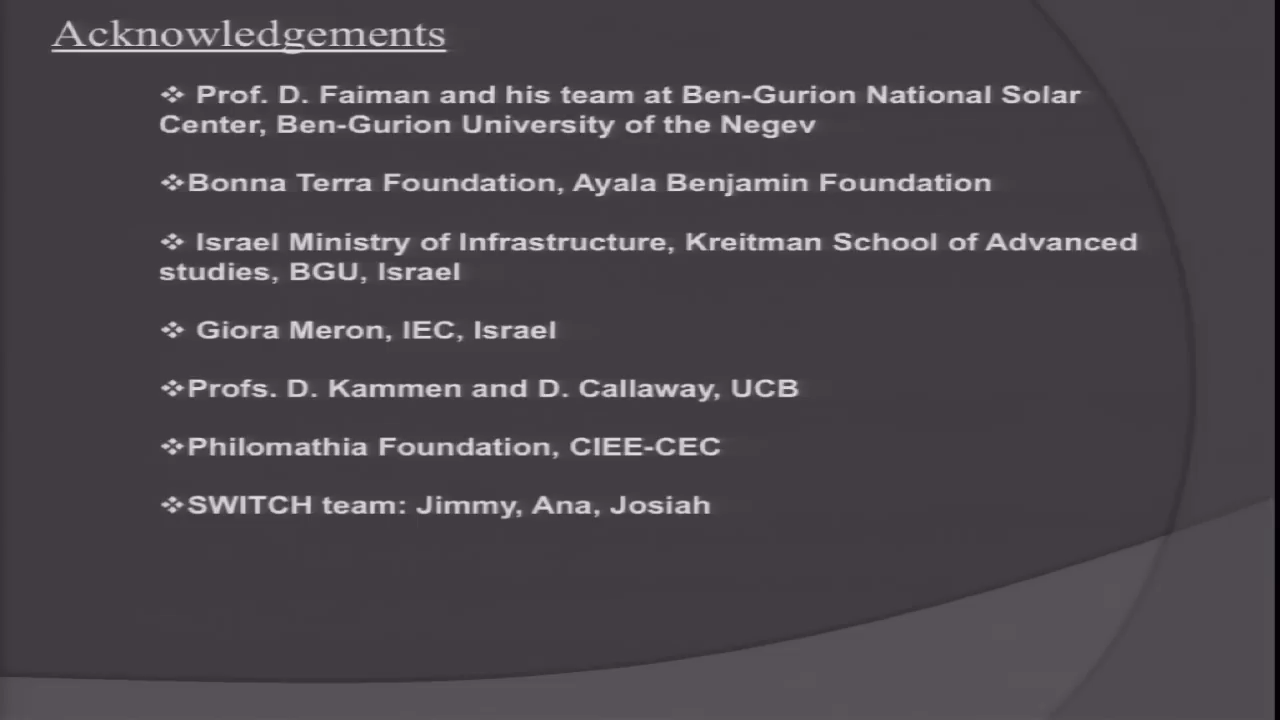 Acknowledgements
❖ Prof. D. Faiman and his team at Ben-Gurion National Solar
Center, Ben-Gurion University of the Negev
❖Bonna Terra Foundation, Ayala Benjamin Foundation
❖ Israel Ministry of Infrastructure, Kreitman School of Advanced
studies, BGU, Israel
❖ Giora Meron, IEC, Israel
❖Profs. D. Kammen and D. Callaway, UCB
❖Philomathia Foundation, CIEE-CEC
❖SWITCH team: Jimmy, Ana, Josiah